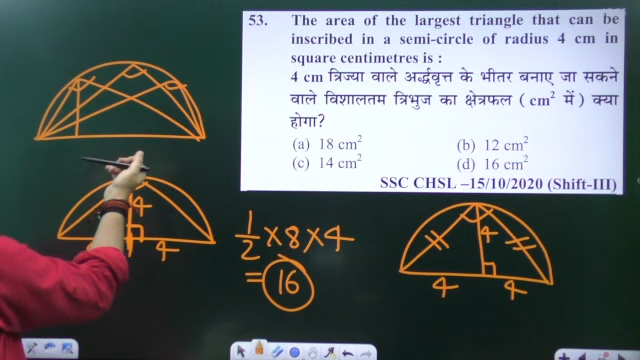 53. The area of the largest triangle that can be
inscribed in a semi-circle of radius 4 cm in
square centimetres is :
4 cm त्रिज्या वाले अर्द्धवृत्त के भीतर बनाए जा सकने
वाले विशालतम त्रिभुज का क्षेत्रफल ( cm² में ) क्या
होगा?
(a) 18 cm² (b) 12 cm²
(c) 14 cm² (d) 16 cm²
SSC CHSL –15/10/2020 (Shift-III)
4
4
1/2 × 8 × 4
= 16
4
4 4